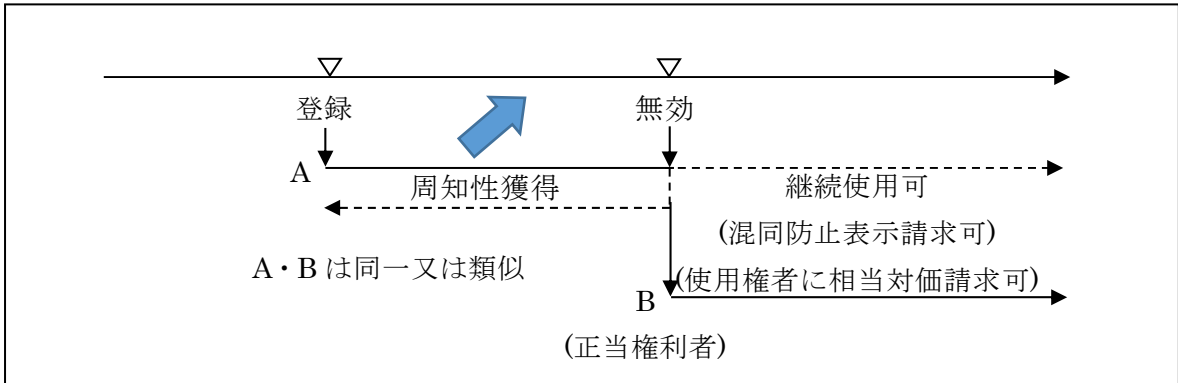 登録
無効
A
周知性獲得
継続使用可
(混同防止表示請求可)
A・B は同一又は類似
(使用権者に相当対価請求可)
B
(正当権利者)